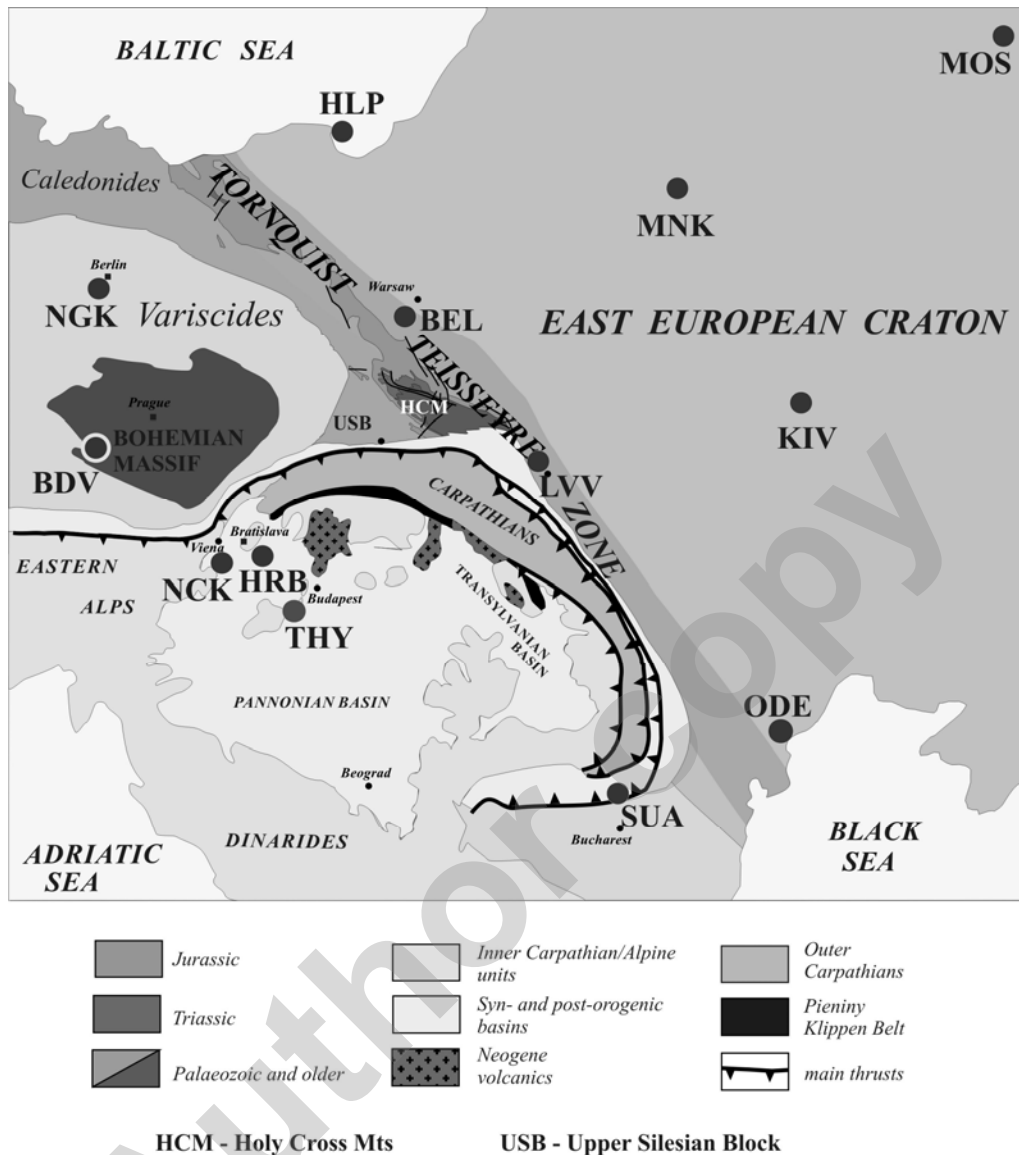 BALTIC SEA
MOS
HLP
Caledonides
TORNQUIST
MNK
Berlin
NGK
Variscides
Warsaw
BEL
EAST EUROPEAN CRATON
TEISSEYRE
HCM
Prague
USB
KIV
BOHEMIAN
MASSIF
BDV
LVV
CARPATHIANS
ZONE
Viena
Bratislava
EASTERN
ALPS
NCK
HRB
Budapest
THY
TRANSYLVANIAN
BASIN
PANNONIAN BASIN
ODE
Beograd
SUA
Bucharest
DINARIDES
ADRIATIC
SEA
BLACK
SEA
Author copy
Jurassic
Inner Carpathian/Alpine
units
Outer
Carpathians
Triassic
Syn- and post-orogenic
basins
Pieniny
Klippen Belt
Palaeozoic and older
Neogene
volcanics
main thrusts
HCM - Holy Cross Mts
USB - Upper Silesian Block